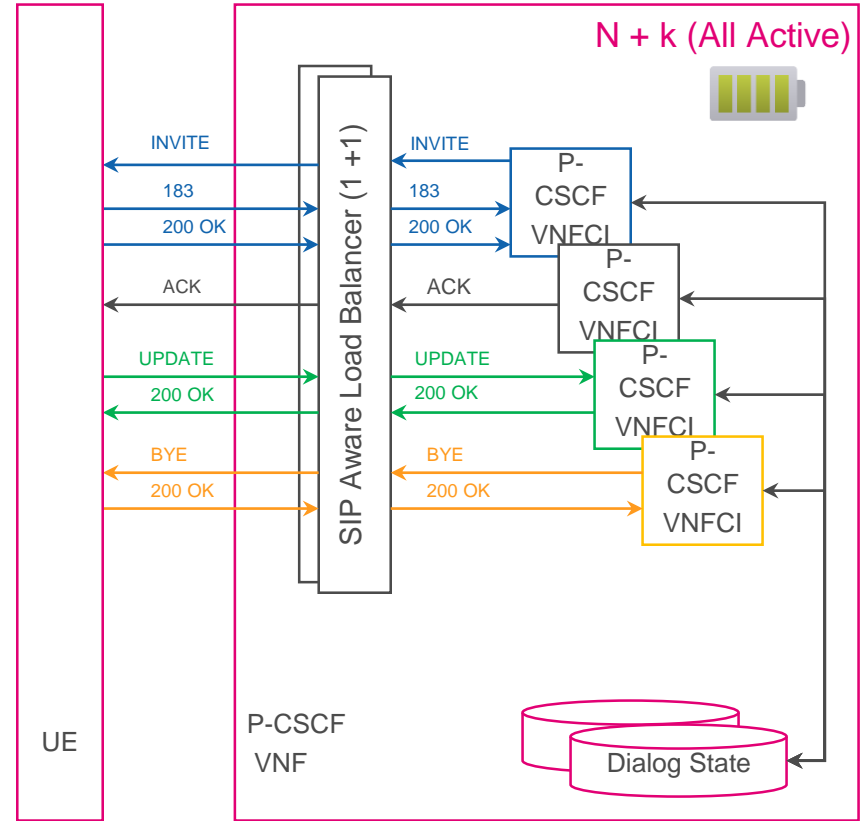 N + k (All Active)
INVITE
183
200 OK
ACK
UPDATE
200 OK
BYE
200 OK
SIP Aware Load Balancer (1 +1)
INVITE
183
200 OK
ACK
UPDATE
200 OK
BYE
200 OK
P-
CSCF
VNFCI
P-
CSCF
VNFCI
P-
CSCF
VNFCI
P-
CSCF
VNFCI
UE
P-CSCF
VNF
Dialog State